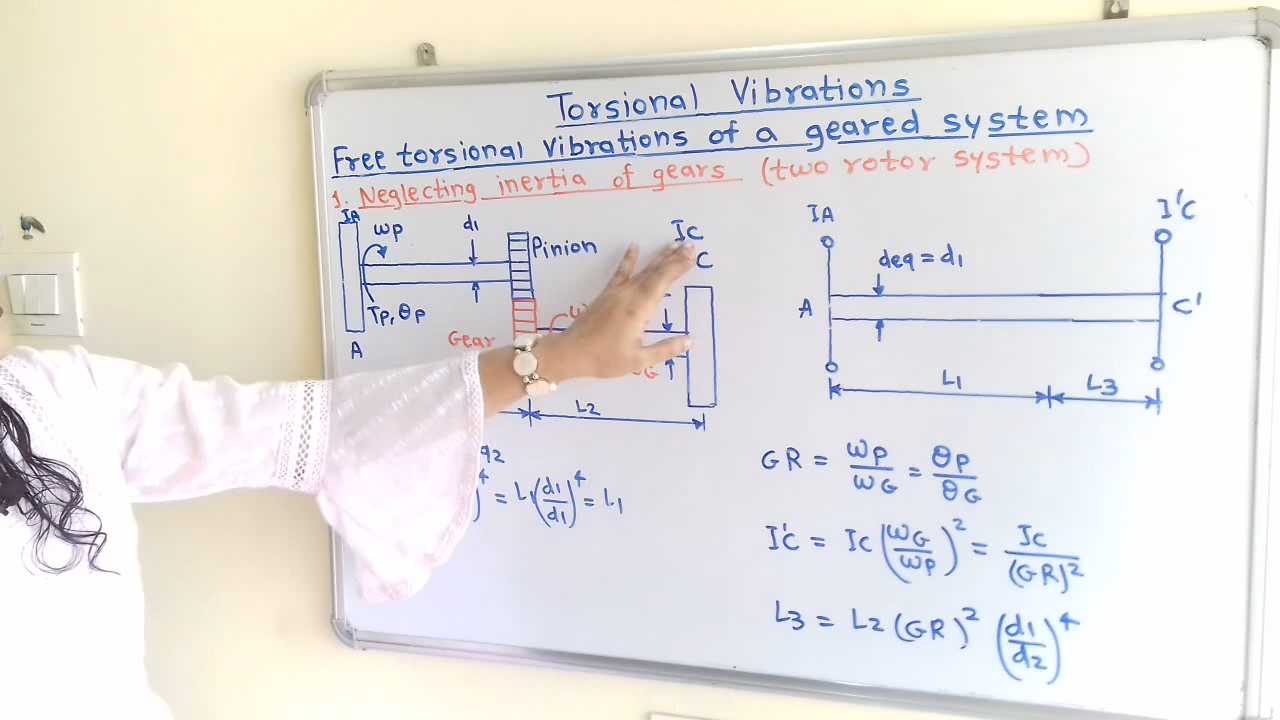 Torsional Vibrations
Free torsional vibrations of a geared system
1. Neglecting inertia of gears (two rotor system)
IA
ωP
d1
Pinion
IC
C
TP, θP
Gear
G
A
L2
= L1(d1/d1)^4 = L1
IA
I'C
deq = d1
A
C'
L1
L3
GR = ωP/ωG = θP/θG
I'C = IC (ωG/ωP)^2 = IC/(GR)^2
L3 = L2 (GR)^2 (d1/d2)^4